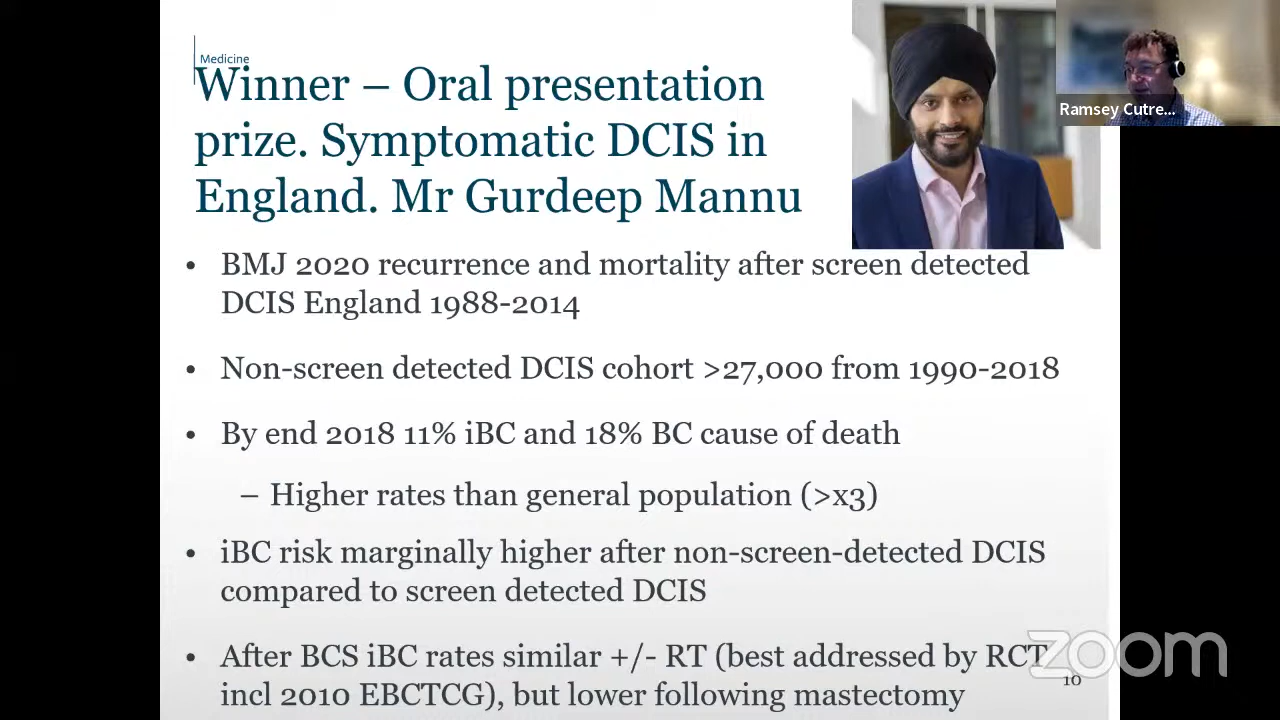 Medicine
Winner – Oral presentation
prize. Symptomatic DCIS in
England. Mr Gurdeep Mannu
Ramsey Cutre...
• BMJ 2020 recurrence and mortality after screen detected
DCIS England 1988-2014
• Non-screen detected DCIS cohort >27,000 from 1990-2018
• By end 2018 11% iBC and 18% BC cause of death
– Higher rates than general population (>x3)
• iBC risk marginally higher after non-screen-detected DCIS
compared to screen detected DCIS
• After BCS iBC rates similar +/- RT (best addressed by RCT
incl 2010 EBCTCG), but lower following mastectomy
10
zoom